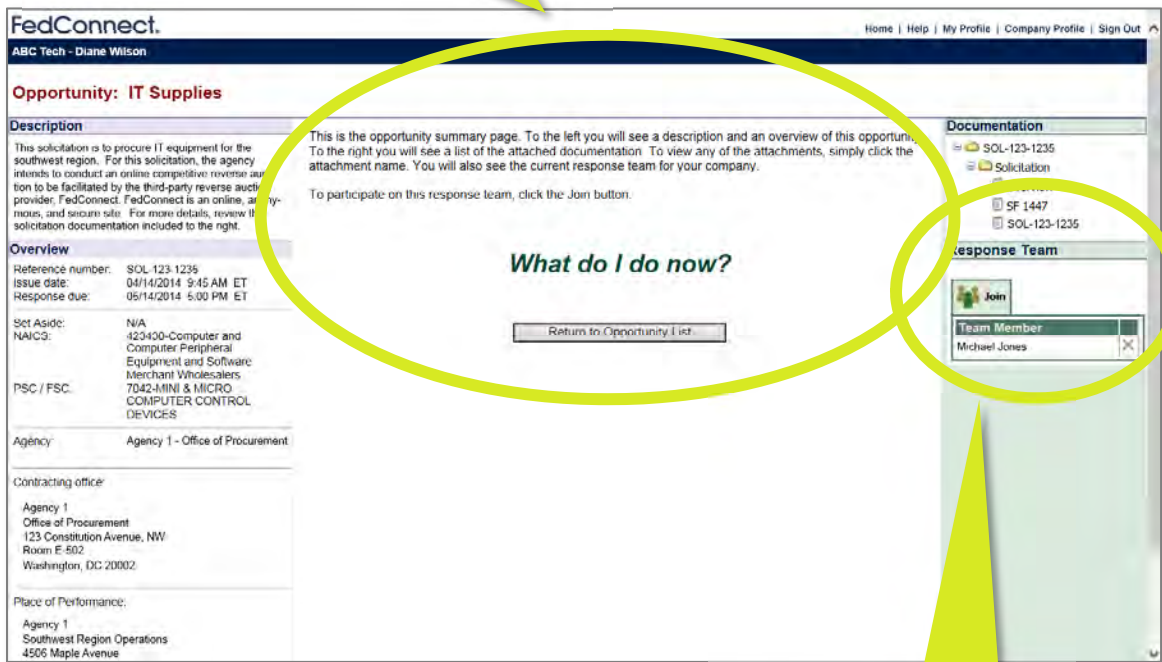 FedConnect.
Home | Help | My Profile | Company Profile | Sign Out
ABC Tech - Diane Wilson
Opportunity: IT Supplies
Description
This solicitation is to procure IT equipment for the
southwest region. For this solicitation, the agency
intends to conduct an online competitive reverse auc
tion to be facilitated by the third-party reverse auctio
provider, FedConnect. FedConnect is an online, an ny-
mous, and secure site. For more details, review th
solicitation documentation included to the right.
Overview
Reference number: SOL-123-1235
Issue date: 04/14/2014 9:45 AM ET
Response due: 05/14/2014 5:00 PM ET
Set Aside: N/A
NAICS: 423430-Computer and
Computer Peripheral
Equipment and Software
Merchant Wholesalers
PSC / FSC: 7042-MINI & MICRO
COMPUTER CONTROL
DEVICES
Agency: Agency 1 - Office of Procurement
Contracting office:
Agency 1
Office of Procurement
123 Constitution Avenue, NW
Room E-502
Washington, DC 20002
Place of Performance:
Agency 1
Southwest Region Operations
4506 Maple Avenue
This is the opportunity summary page. To the left you will see a description and an overview of this opportun
To the right you will see a list of the attached documentation. To view any of the attachments, simply click the
attachment name. You will also see the current response team for your company.
To participate on this response team, click the Join button.
What do I do now?
Return to Opportunity List
Documentation
SOL-123-1235
Solicitation
SF 1447
SOL-123-1235
Response Team
Join
Team Member
Michael Jones